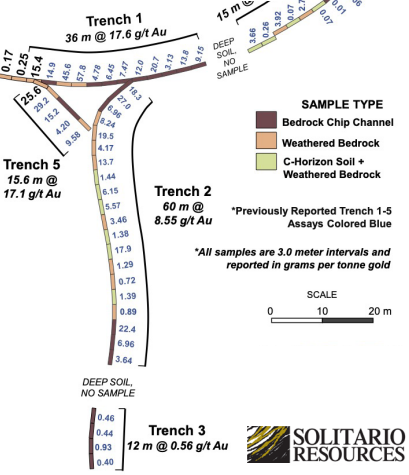 Trench 1
36 m @ 17.6 g/t Au
15 m @
0.17
0.25
15.4
14.9
45.6
57.8
4.78
6.45
7.47
12.0
20.7
3.13
13.8
9.15
DEEP
SOIL,
NO
SAMPLE
3.66
0.26
3.92
0.07
0.07
0.01
25.6
29.2
15.2
4.20
9.58
Trench 5
15.6 m @
17.1 g/t Au
18.3
27.0
6.96
8.24
19.5
4.17
13.7
1.44
6.15
5.57
3.46
1.38
17.9
1.29
0.72
1.39
0.89
22.4
6.96
3.64
Trench 2
60 m @
8.55 g/t Au
DEEP SOIL,
NO SAMPLE
0.46
0.44
0.93
0.40
Trench 3
12 m @ 0.56 g/t Au
SAMPLE TYPE
Bedrock Chip Channel
Weathered Bedrock
C-Horizon Soil +
Weathered Bedrock
*Previously Reported Trench 1-5
Assays Colored Blue
*All samples are 3.0 meter intervals and
reported in grams per tonne gold
SCALE
0 10 20 m
SOLITARIO
RESOURCES